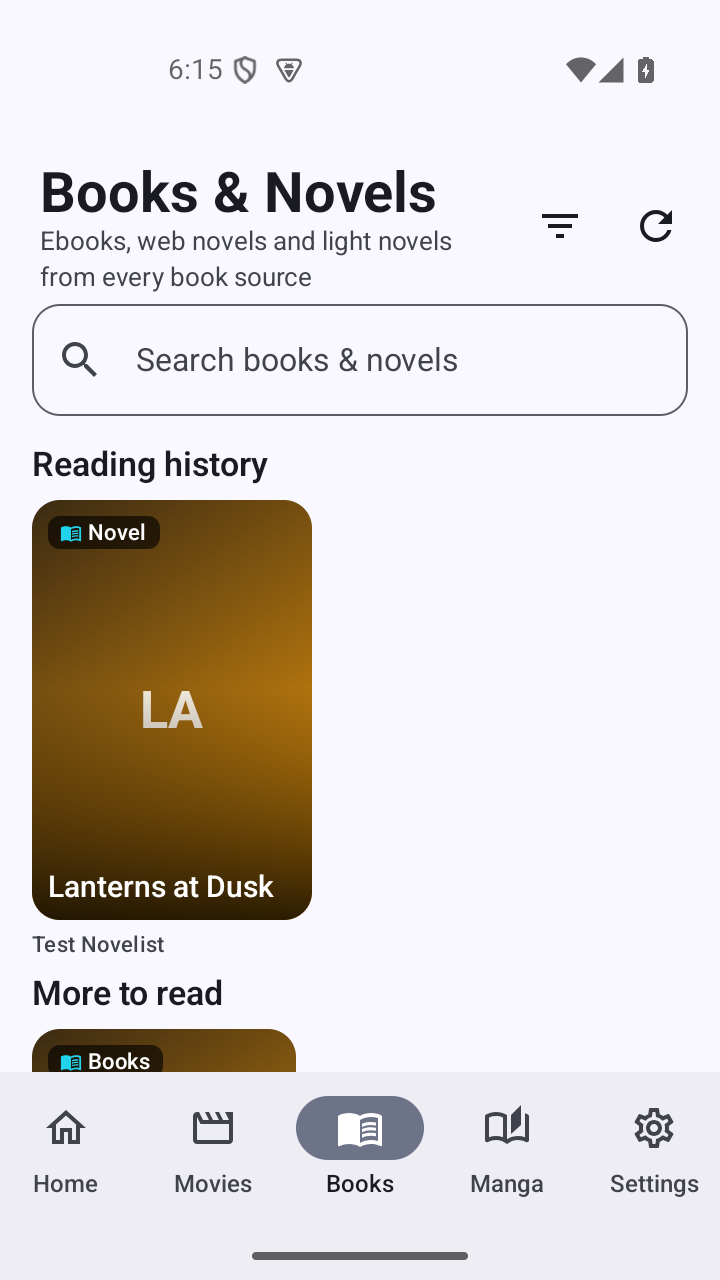 6:15
Books & Novels
Ebooks, web novels and light novels
from every book source
Search books & novels
Reading history
Novel
LA
Lanterns at Dusk
Test Novelist
More to read
Books
Home
Movies
Books
Manga
Settings